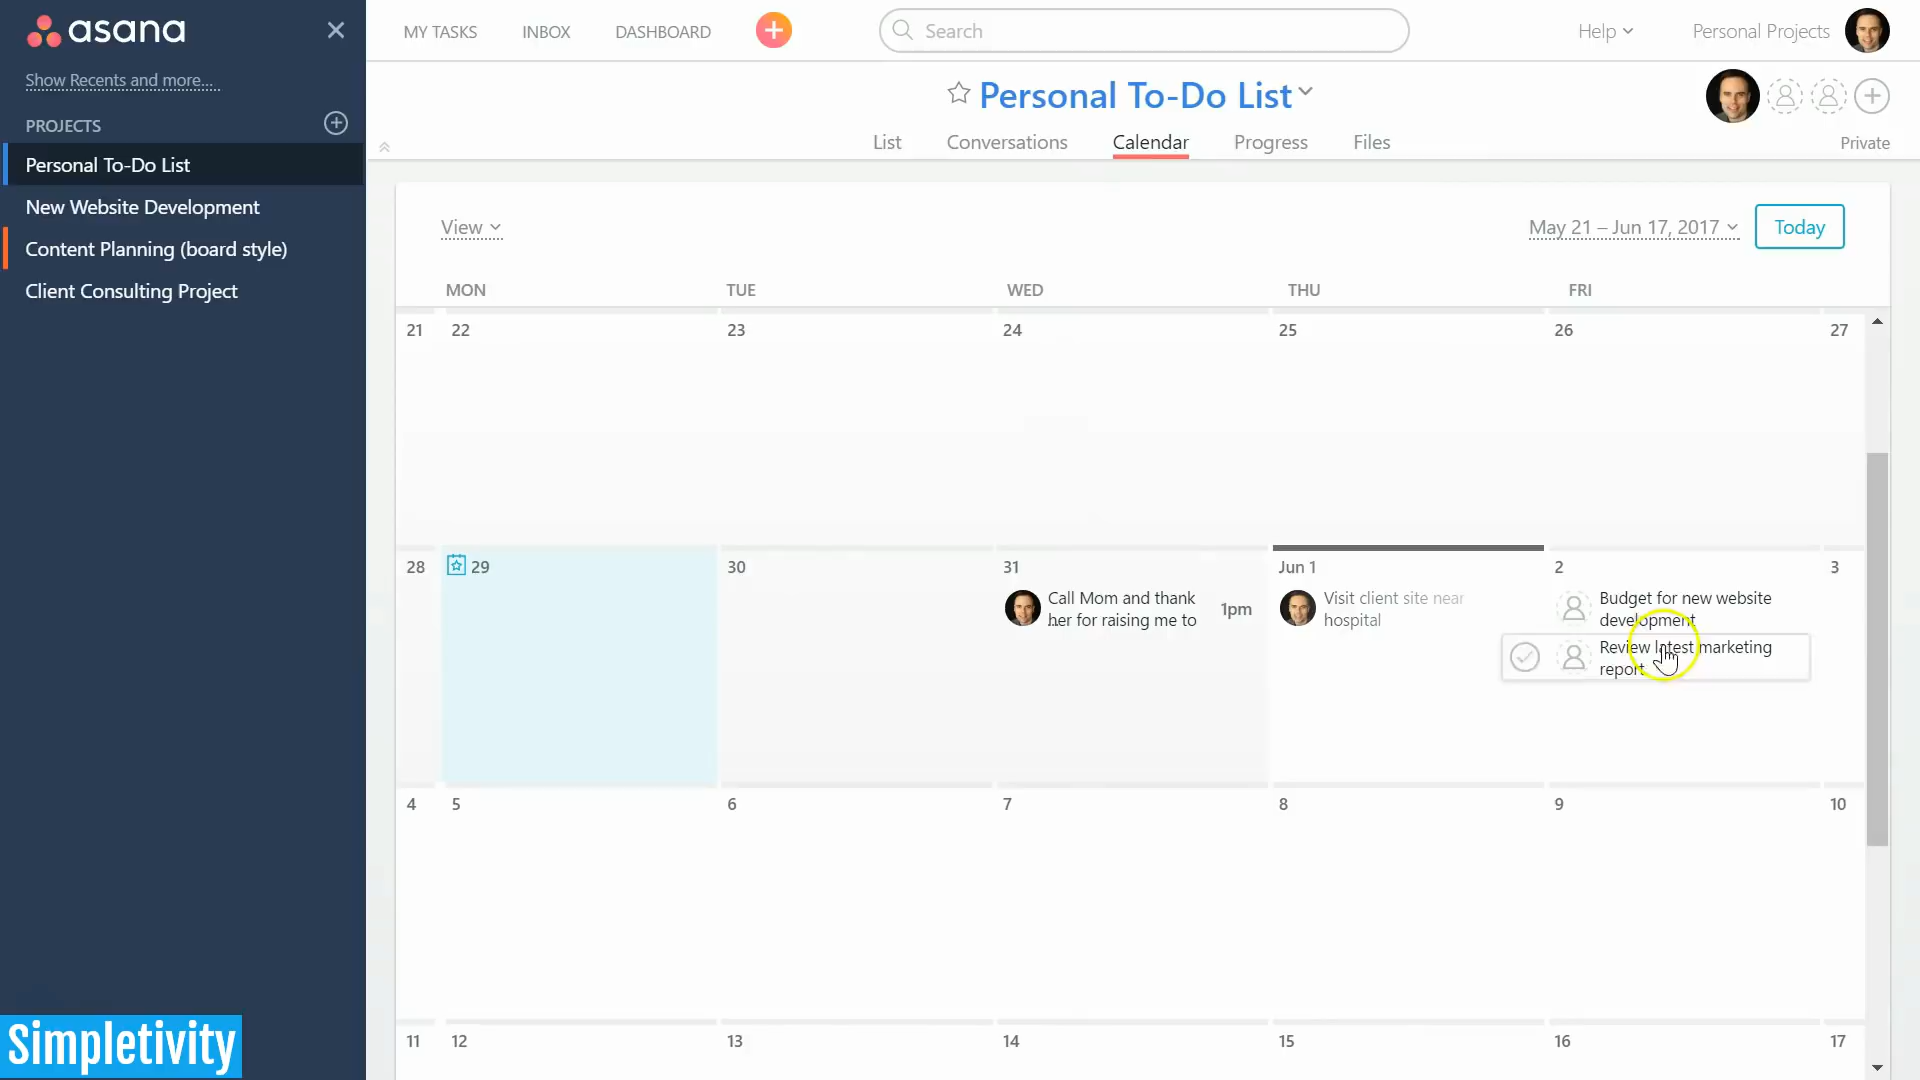 asana
MY TASKS
INBOX
DASHBOARD
Search
Help
Personal Projects
Show Recents and more...
PROJECTS
Personal To-Do List
New Website Development
Content Planning (board style)
Client Consulting Project
Personal To-Do List
List
Conversations
Calendar
Progress
Files
Private
View
May 21 – Jun 17, 2017
Today
MON
TUE
WED
THU
FRI
21
22
23
24
25
26
27
28
29
30
31
Jun 1
2
3
Call Mom and thank
her for raising me to
1pm
Visit client site near
hospital
Budget for new website
development
Review latest marketing
report
4
5
6
7
8
9
10
11
12
13
14
15
16
17
Simpletivity